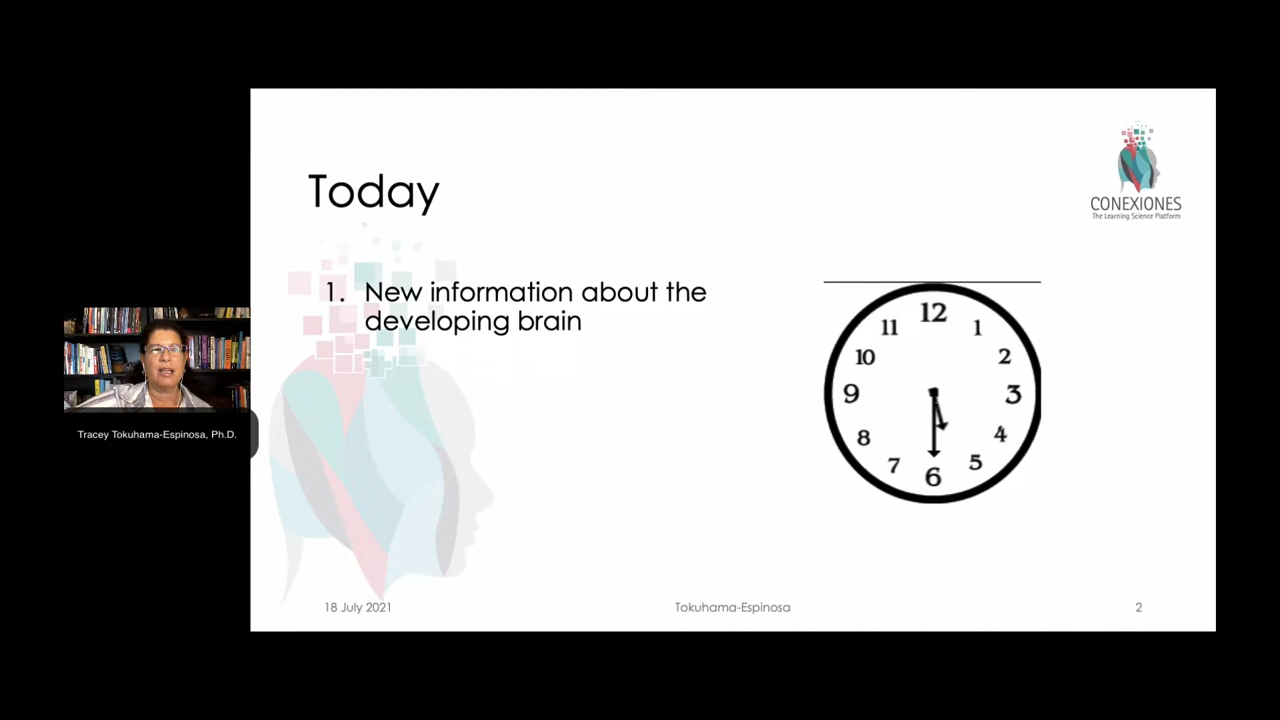 Today
CONEXIONES
The Learning Science Platform
1. New information about the
developing brain
12
11
1
10
2
9
3
8
4
7
5
6
Tracey Tokuhama-Espinosa, Ph.D.
18 July 2021
Tokuhama-Espinosa
2